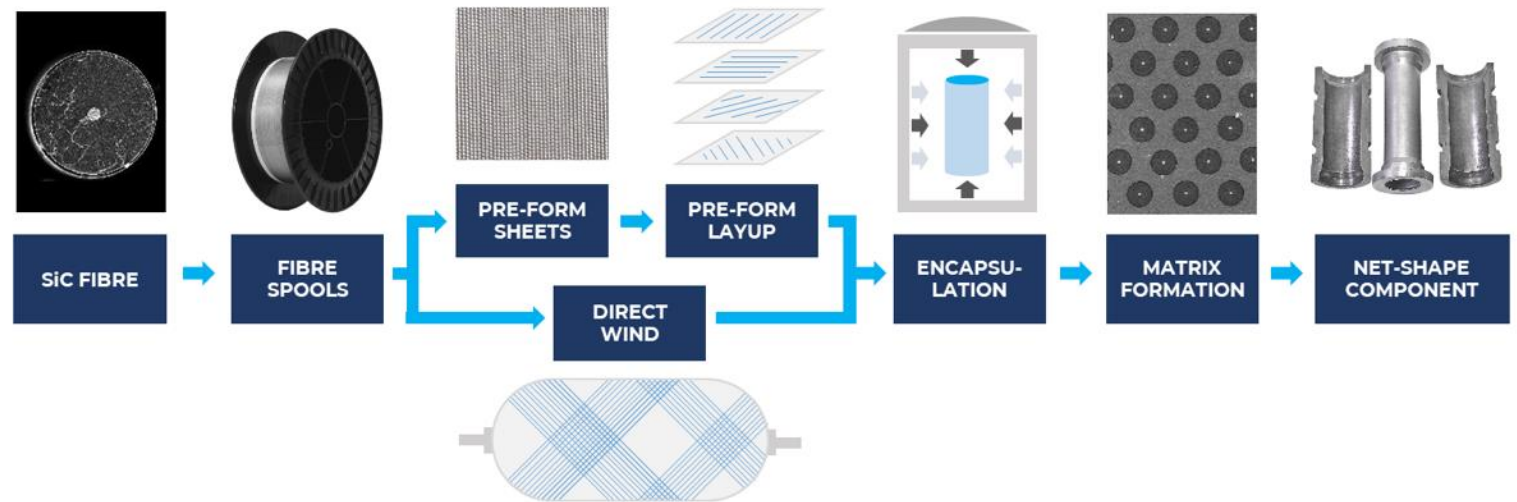 SiC FIBRE
FIBRE
SPOOLS
PRE-FORM
SHEETS
PRE-FORM
LAYUP
DIRECT
WIND
ENCAPSU-
LATION
MATRIX
FORMATION
NET-SHAPE
COMPONENT